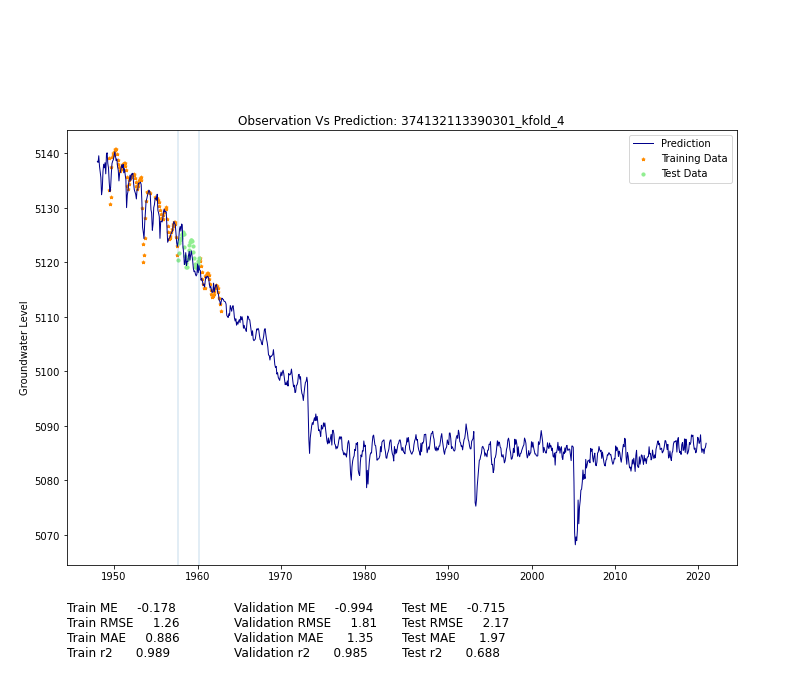 Observation Vs Prediction: 374132113390301_kfold_4
Prediction
Training Data
Test Data
Groundwater Level
5140
5130
5120
5110
5100
5090
5080
5070
1950 1960 1970 1980 1990 2000 2010 2020
Train ME -0.178 Validation ME -0.994 Test ME -0.715
Train RMSE 1.26 Validation RMSE 1.81 Test RMSE 2.17
Train MAE 0.886 Validation MAE 1.35 Test MAE 1.97
Train r2 0.989 Validation r2 0.985 Test r2 0.688